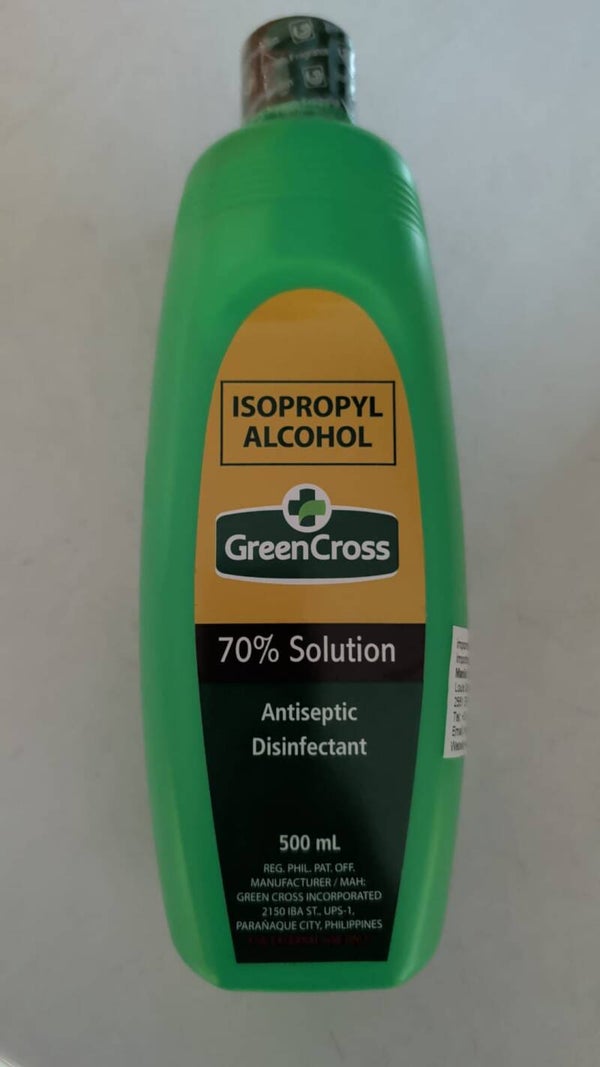 ISOPROPYL
ALCOHOL
GreenCross
70% Solution
Antiseptic
Disinfectant
500 mL
REG. PHIL. PAT. OFF.
MANUFACTURER / MAH:
GREEN CROSS INCORPORATED
2150 IBA ST., UPS-1,
PARAÑAQUE CITY, PHILIPPINES